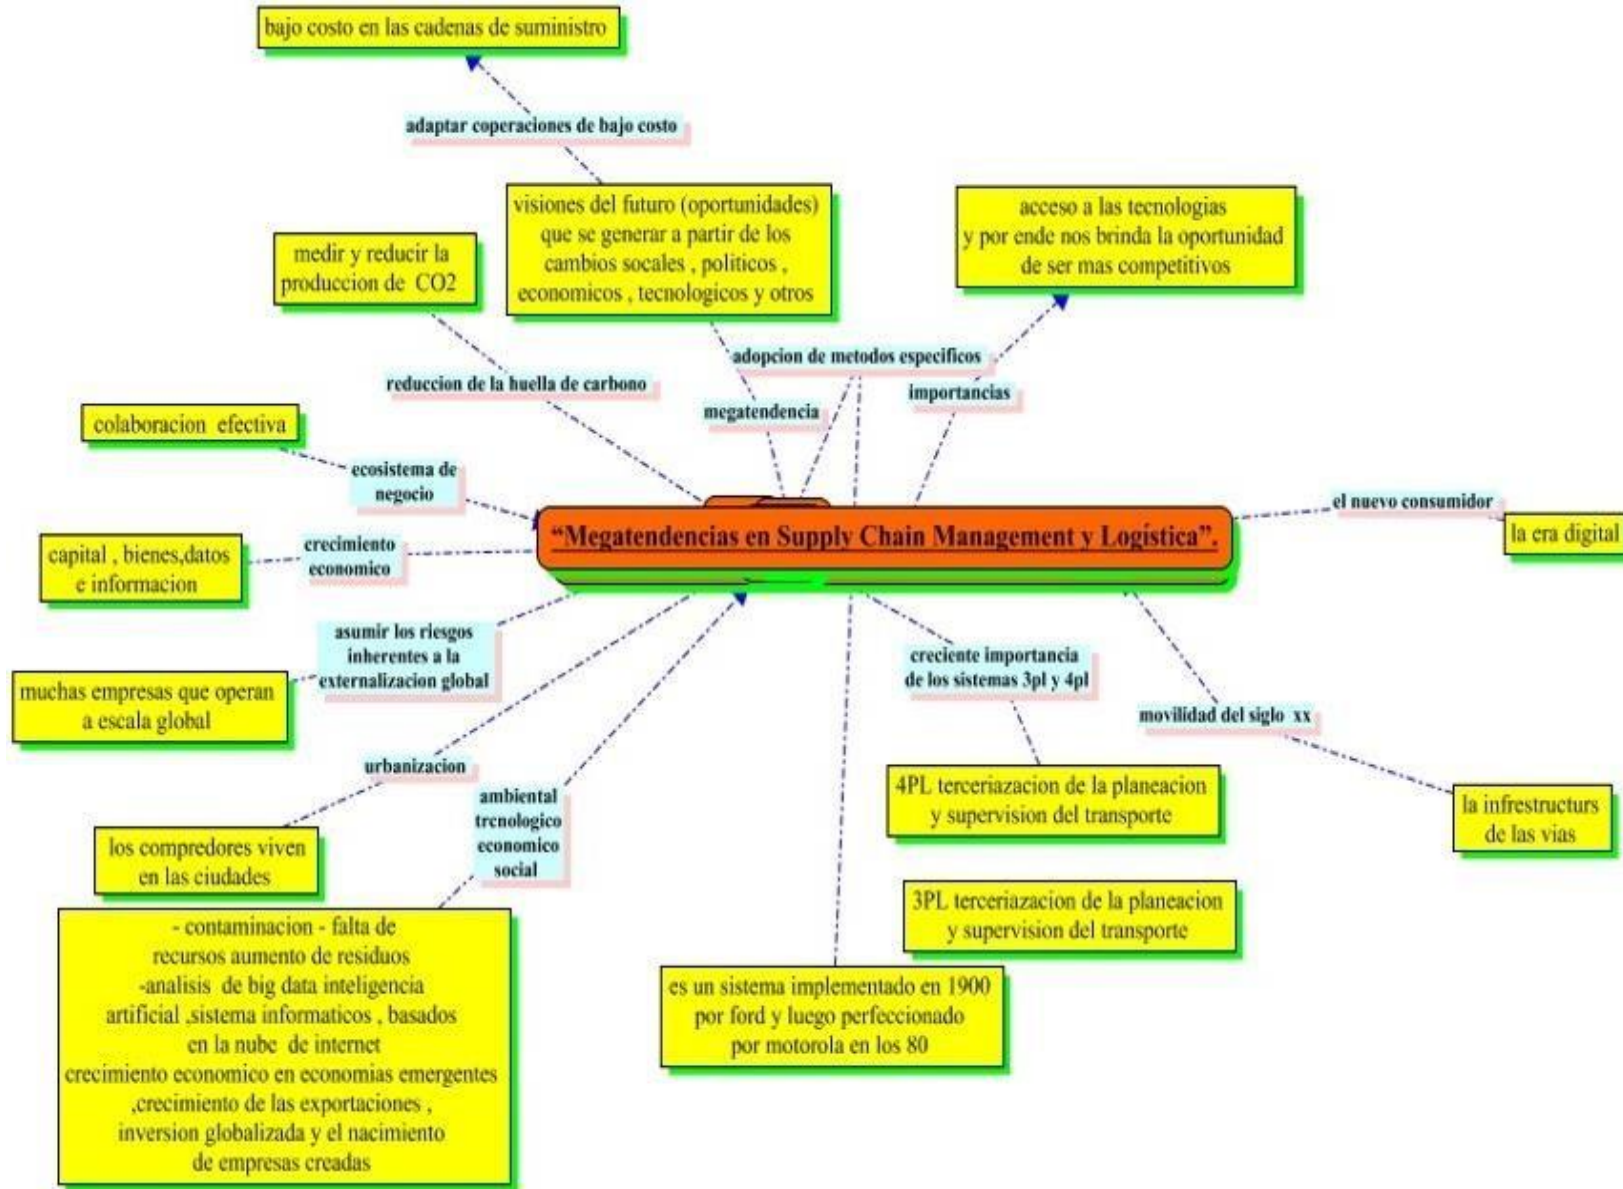 bajo costo en las cadenas de suministro
adaptar coperaciones de bajo costo
visiones del futuro (oportunidades)
que se generar a partir de los
cambios socales , politicos ,
economicos , tecnologicos y otros
acceso a las tecnologias
y por ende nos brinda la oportunidad
de ser mas competitivos
medir y reducir la
produccion de CO2
adopcion de metodos especificos
reduccion de la huella de carbono
importancias
megatendencia
colaboracion efectiva
ecosistema de
negocio
el nuevo consumidor
la era digital
“Megatendencias en Supply Chain Management y Logística”.
capital , bienes,datos
e informacion
crecimiento
economico
asumir los riesgos
inherentes a la
externalizacion global
muchas empresas que operan
a escala global
creciente importancia
de los sistemas 3pl y 4pl
movilidad del siglo xx
urbanizacion
ambiental
trcnologico
economico
social
4PL terceriazacion de la planeacion
y supervision del transporte
la infrestructurs
de las vias
los compredores viven
en las ciudades
3PL terceriazacion de la planeacion
y supervision del transporte
- contaminacion - falta de
recursos aumento de residuos
-analisis de big data inteligencia
artificial ,sistema informaticos , basados
en la nube de internet
crecimiento economico en economias emergentes
,crecimiento de las exportaciones ,
inversion globalizada y el nacimiento
de empresas creadas
es un sistema implementado en 1900
por ford y luego perfeccionado
por motorola en los 80